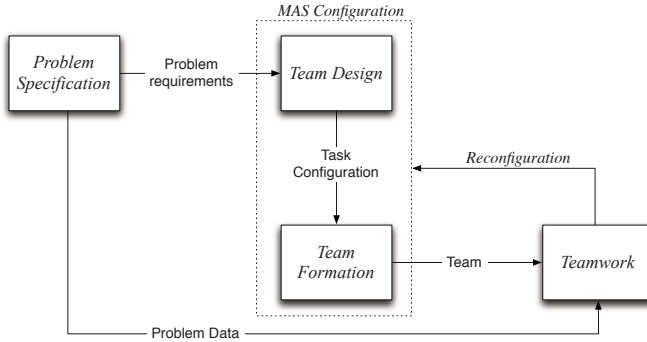 MAS Configuration
Problem
Specification
Problem
requirements
Team Design
Task
Configuration
Reconfiguration
Team
Formation
Team
Teamwork
Problem Data